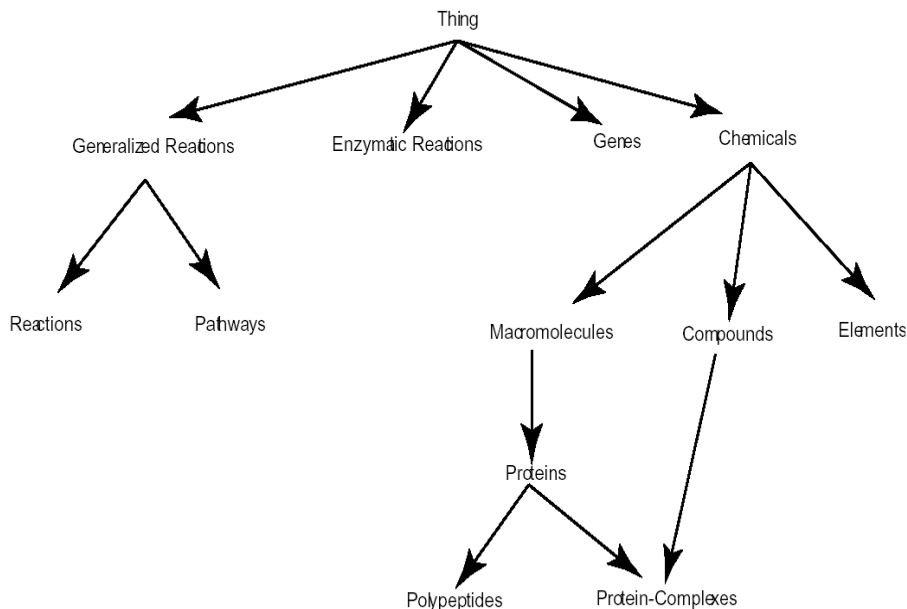 Thing
Generalized Reactions
Enzymatic Reactions
Genes
Chemicals
Reactions
Pathways
Macromolecules
Compounds
Elements
Proteins
Polypeptides
Protein-Complexes